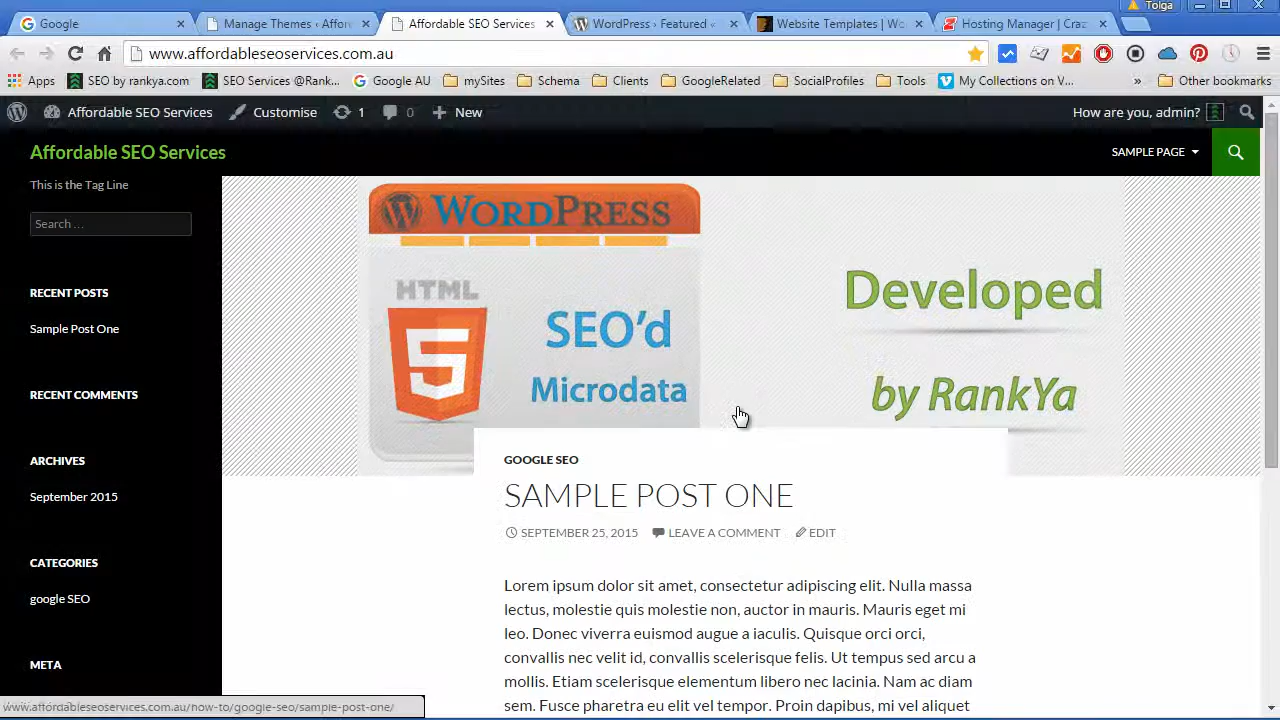 Tolga
Google
Manage Themes ‹ Affor
Affordable SEO Services
WordPress › Featured «
Website Templates | Wo
Hosting Manager | Craz
www.affordableseoservices.com.au
Apps
SEO by rankya.com
SEO Services @Rank...
Google AU
mySites
Schema
Clients
GoogleRelated
SocialProfiles
Tools
My Collections on V...
»
Other bookmarks
Affordable SEO Services
Customise
1
0
New
How are you, admin?
Affordable SEO Services
SAMPLE PAGE
This is the Tag Line
Search ...
RECENT POSTS
Sample Post One
RECENT COMMENTS
ARCHIVES
September 2015
CATEGORIES
google SEO
META
WORDPRESS
HTML
5
SEO'd
Microdata
Developed
by RankYa
GOOGLE SEO
SAMPLE POST ONE
SEPTEMBER 25, 2015
LEAVE A COMMENT
EDIT
Lorem ipsum dolor sit amet, consectetur adipiscing elit. Nulla massa
lectus, molestie quis molestie non, auctor in mauris. Mauris eget mi
leo. Donec viverra euismod augue a iaculis. Quisque orci orci,
convallis nec velit id, convallis scelerisque felis. Ut tempus sed arcu a
mollis. Etiam scelerisque elementum libero nec lacinia. Nam ac diam
sem. Fusce pharetra eu elit vel tempor. Proin dapibus, mi vel aliquet
www.affordableseoservices.com.au/how-to/google-seo/sample-post-one/